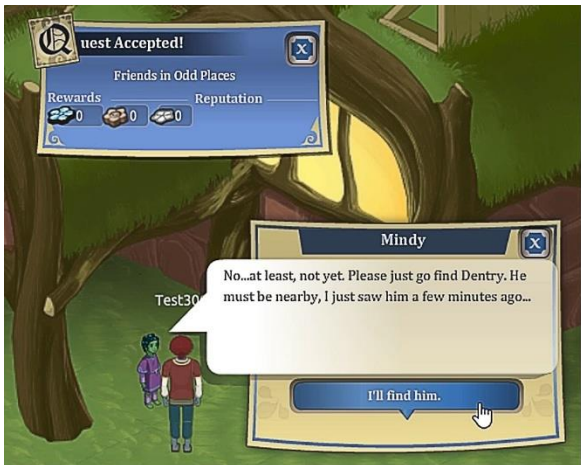 Quest Accepted!
Friends in Odd Places
Rewards Reputation
0 0 0
Mindy
No...at least, not yet. Please just go find Dentry. He
must be nearby, I just saw him a few minutes ago...
I'll find him.